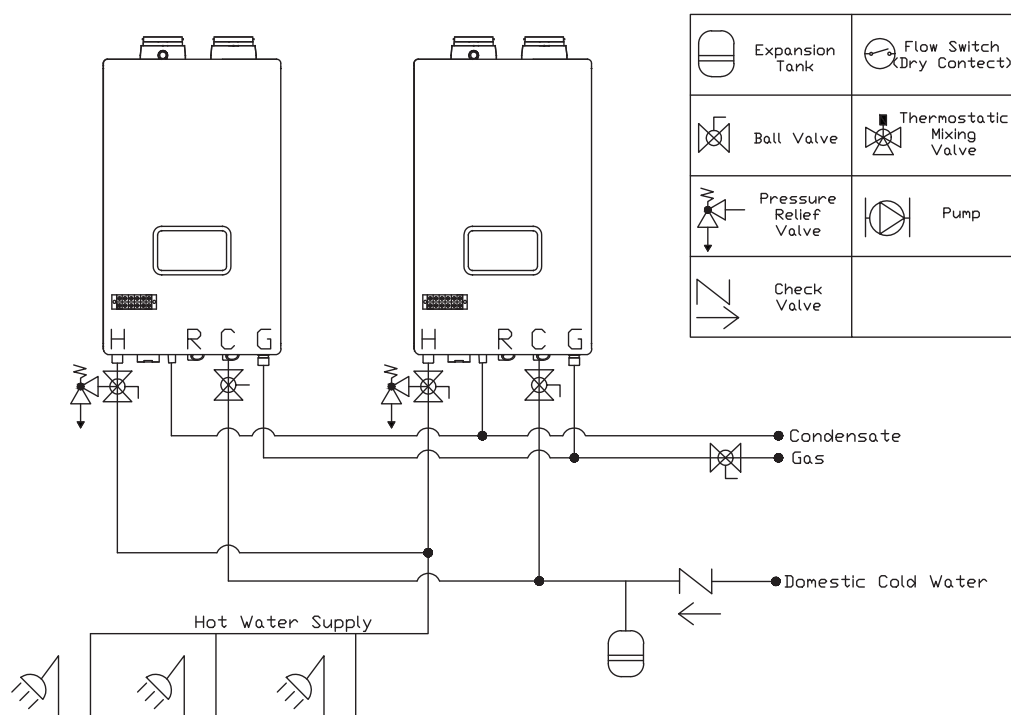 Expansion
Tank
Flow Switch
(Dry Contect)
Ball Valve
Thermostatic
Mixing
Valve
Pressure
Relief
Valve
Pump
Check
Valve
H R C G
H R C G
Condensate
Gas
Domestic Cold Water
Hot Water Supply